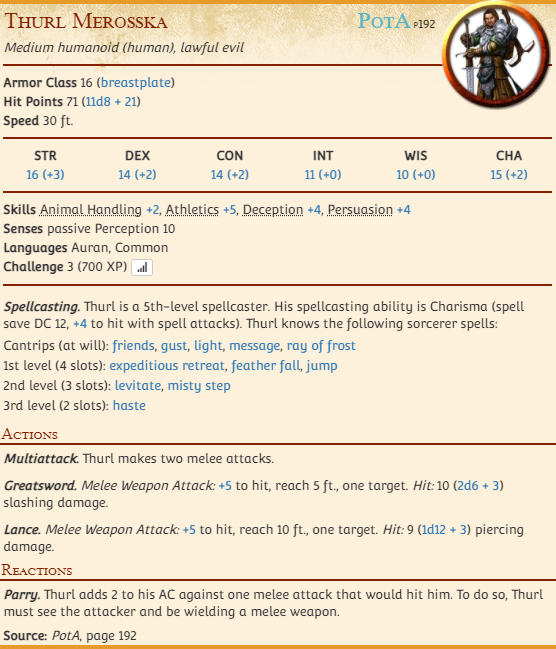 Thurl Merosska PotA p192
Medium humanoid (human), lawful evil
Armor Class 16 (breastplate)
Hit Points 71 (11d8 + 21)
Speed 30 ft.
STR DEX CON INT WIS CHA
16 (+3) 14 (+2) 14 (+2) 11 (+0) 10 (+0) 15 (+2)
Skills Animal Handling +2, Athletics +5, Deception +4, Persuasion +4
Senses passive Perception 10
Languages Auran, Common
Challenge 3 (700 XP)
Spellcasting. Thurl is a 5th-level spellcaster. His spellcasting ability is Charisma (spell
save DC 12, +4 to hit with spell attacks). Thurl knows the following sorcerer spells:
Cantrips (at will): friends, gust, light, message, ray of frost
1st level (4 slots): expeditious retreat, feather fall, jump
2nd level (3 slots): levitate, misty step
3rd level (2 slots): haste
Actions
Multiattack. Thurl makes two melee attacks.
Greatsword. Melee Weapon Attack: +5 to hit, reach 5 ft., one target. Hit: 10 (2d6 + 3)
slashing damage.
Lance. Melee Weapon Attack: +5 to hit, reach 10 ft., one target. Hit: 9 (1d12 + 3) piercing
damage.
Reactions
Parry. Thurl adds 2 to his AC against one melee attack that would hit him. To do so, Thurl
must see the attacker and be wielding a melee weapon.
Source: PotA, page 192